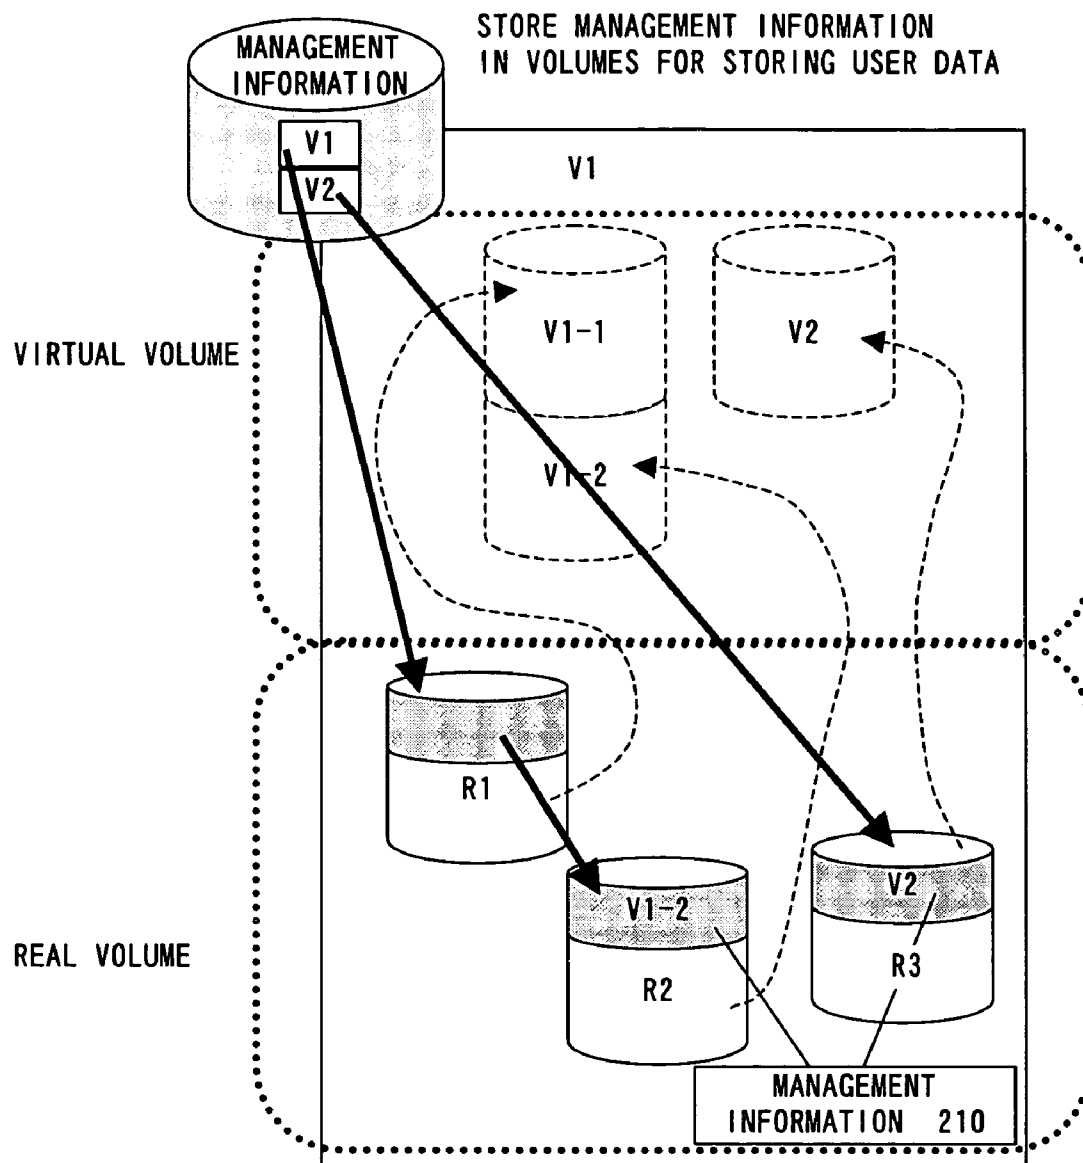 STORE MANAGEMENT INFORMATION
IN VOLUMES FOR STORING USER DATA
MANAGEMENT
INFORMATION
V1
V2
V1
VIRTUAL VOLUME
V1-1
V2
V1-2
R1
V1-2
V2
REAL VOLUME
R2
R3
MANAGEMENT
INFORMATION 210